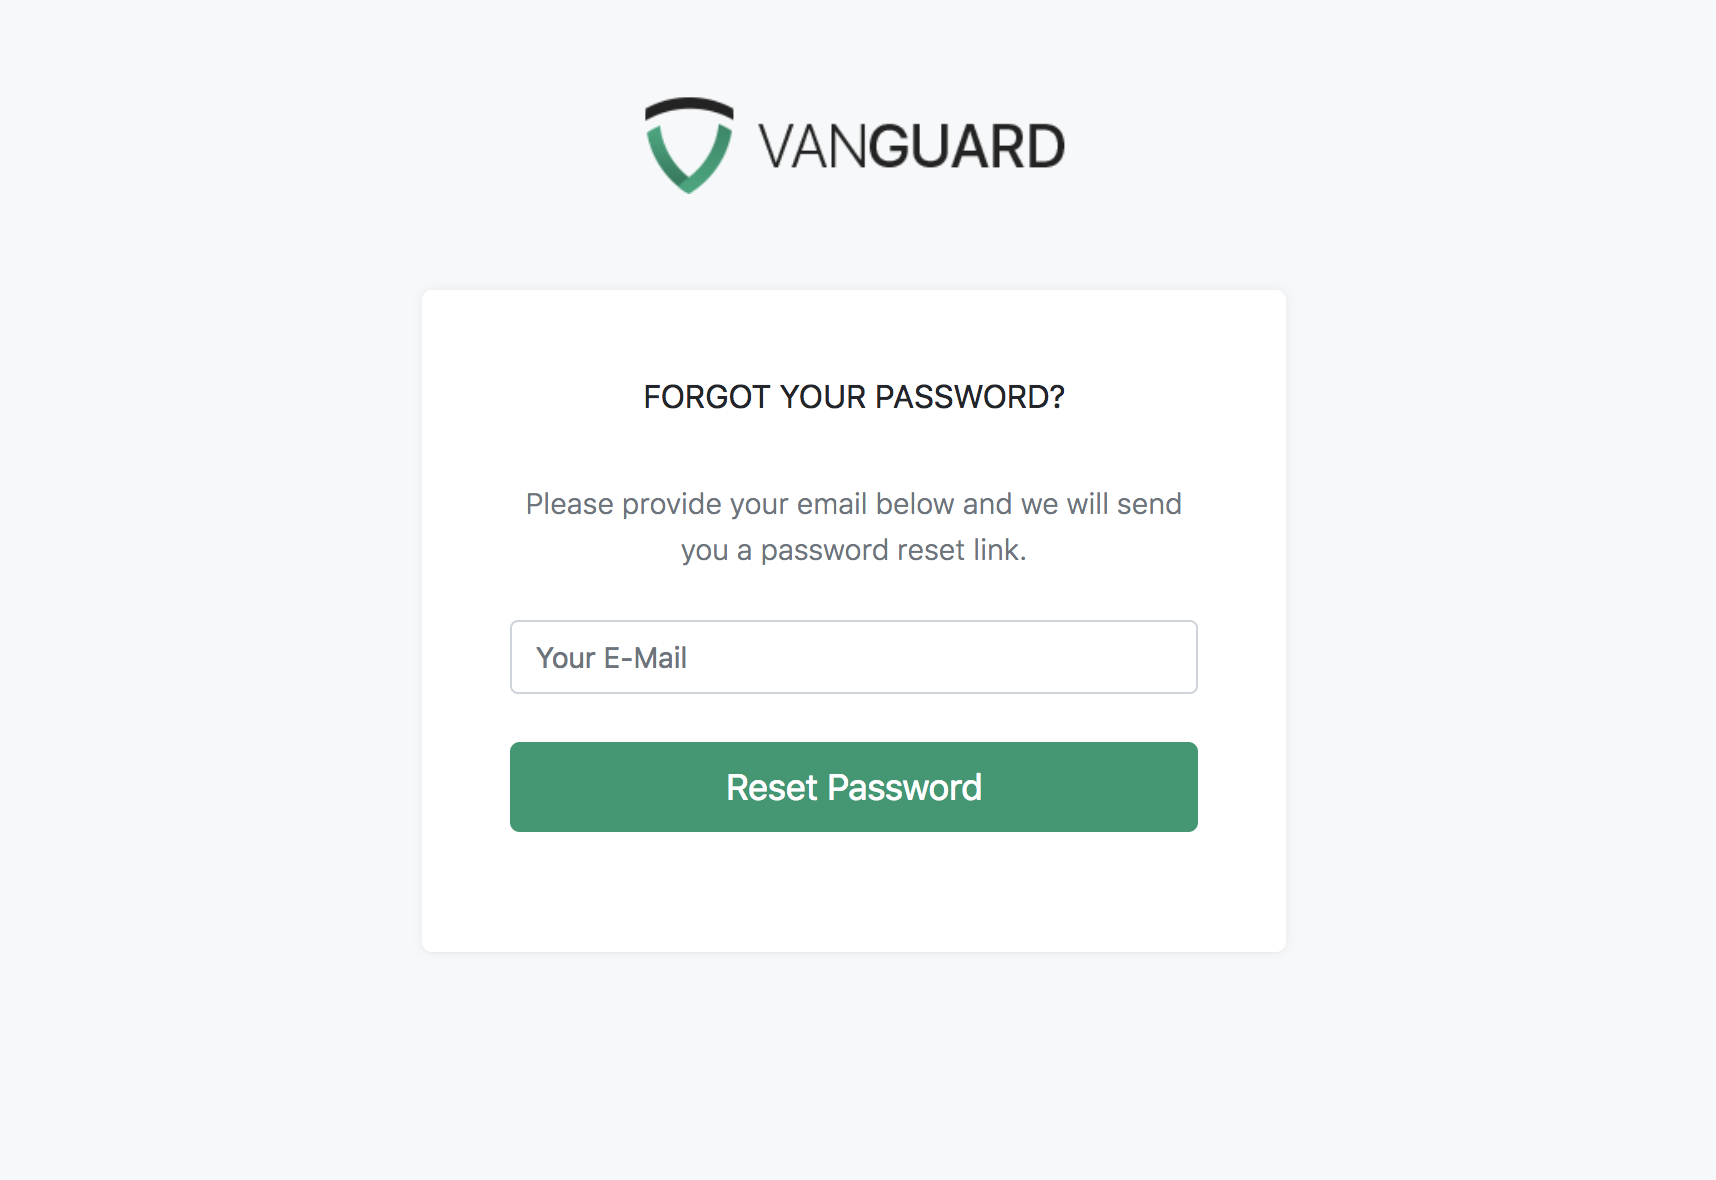 VANGUARD
FORGOT YOUR PASSWORD?
Please provide your email below and we will send
you a password reset link.
Your E-Mail
Reset Password